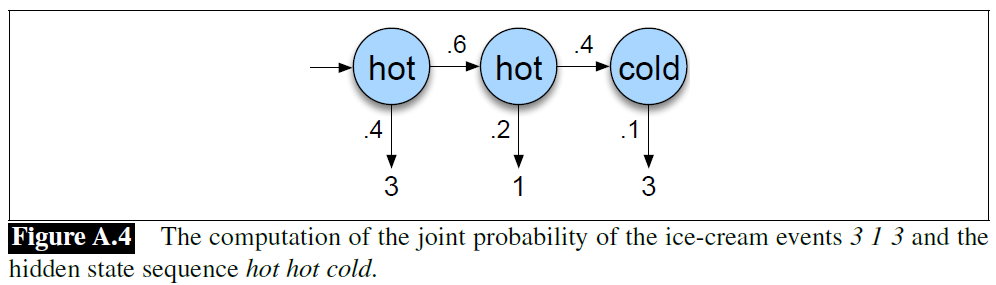 .6 .4
hot hot cold
.4 .2 .1
3 1 3
Figure A.4 The computation of the joint probability of the ice-cream events 3 1 3 and the
hidden state sequence hot hot cold.